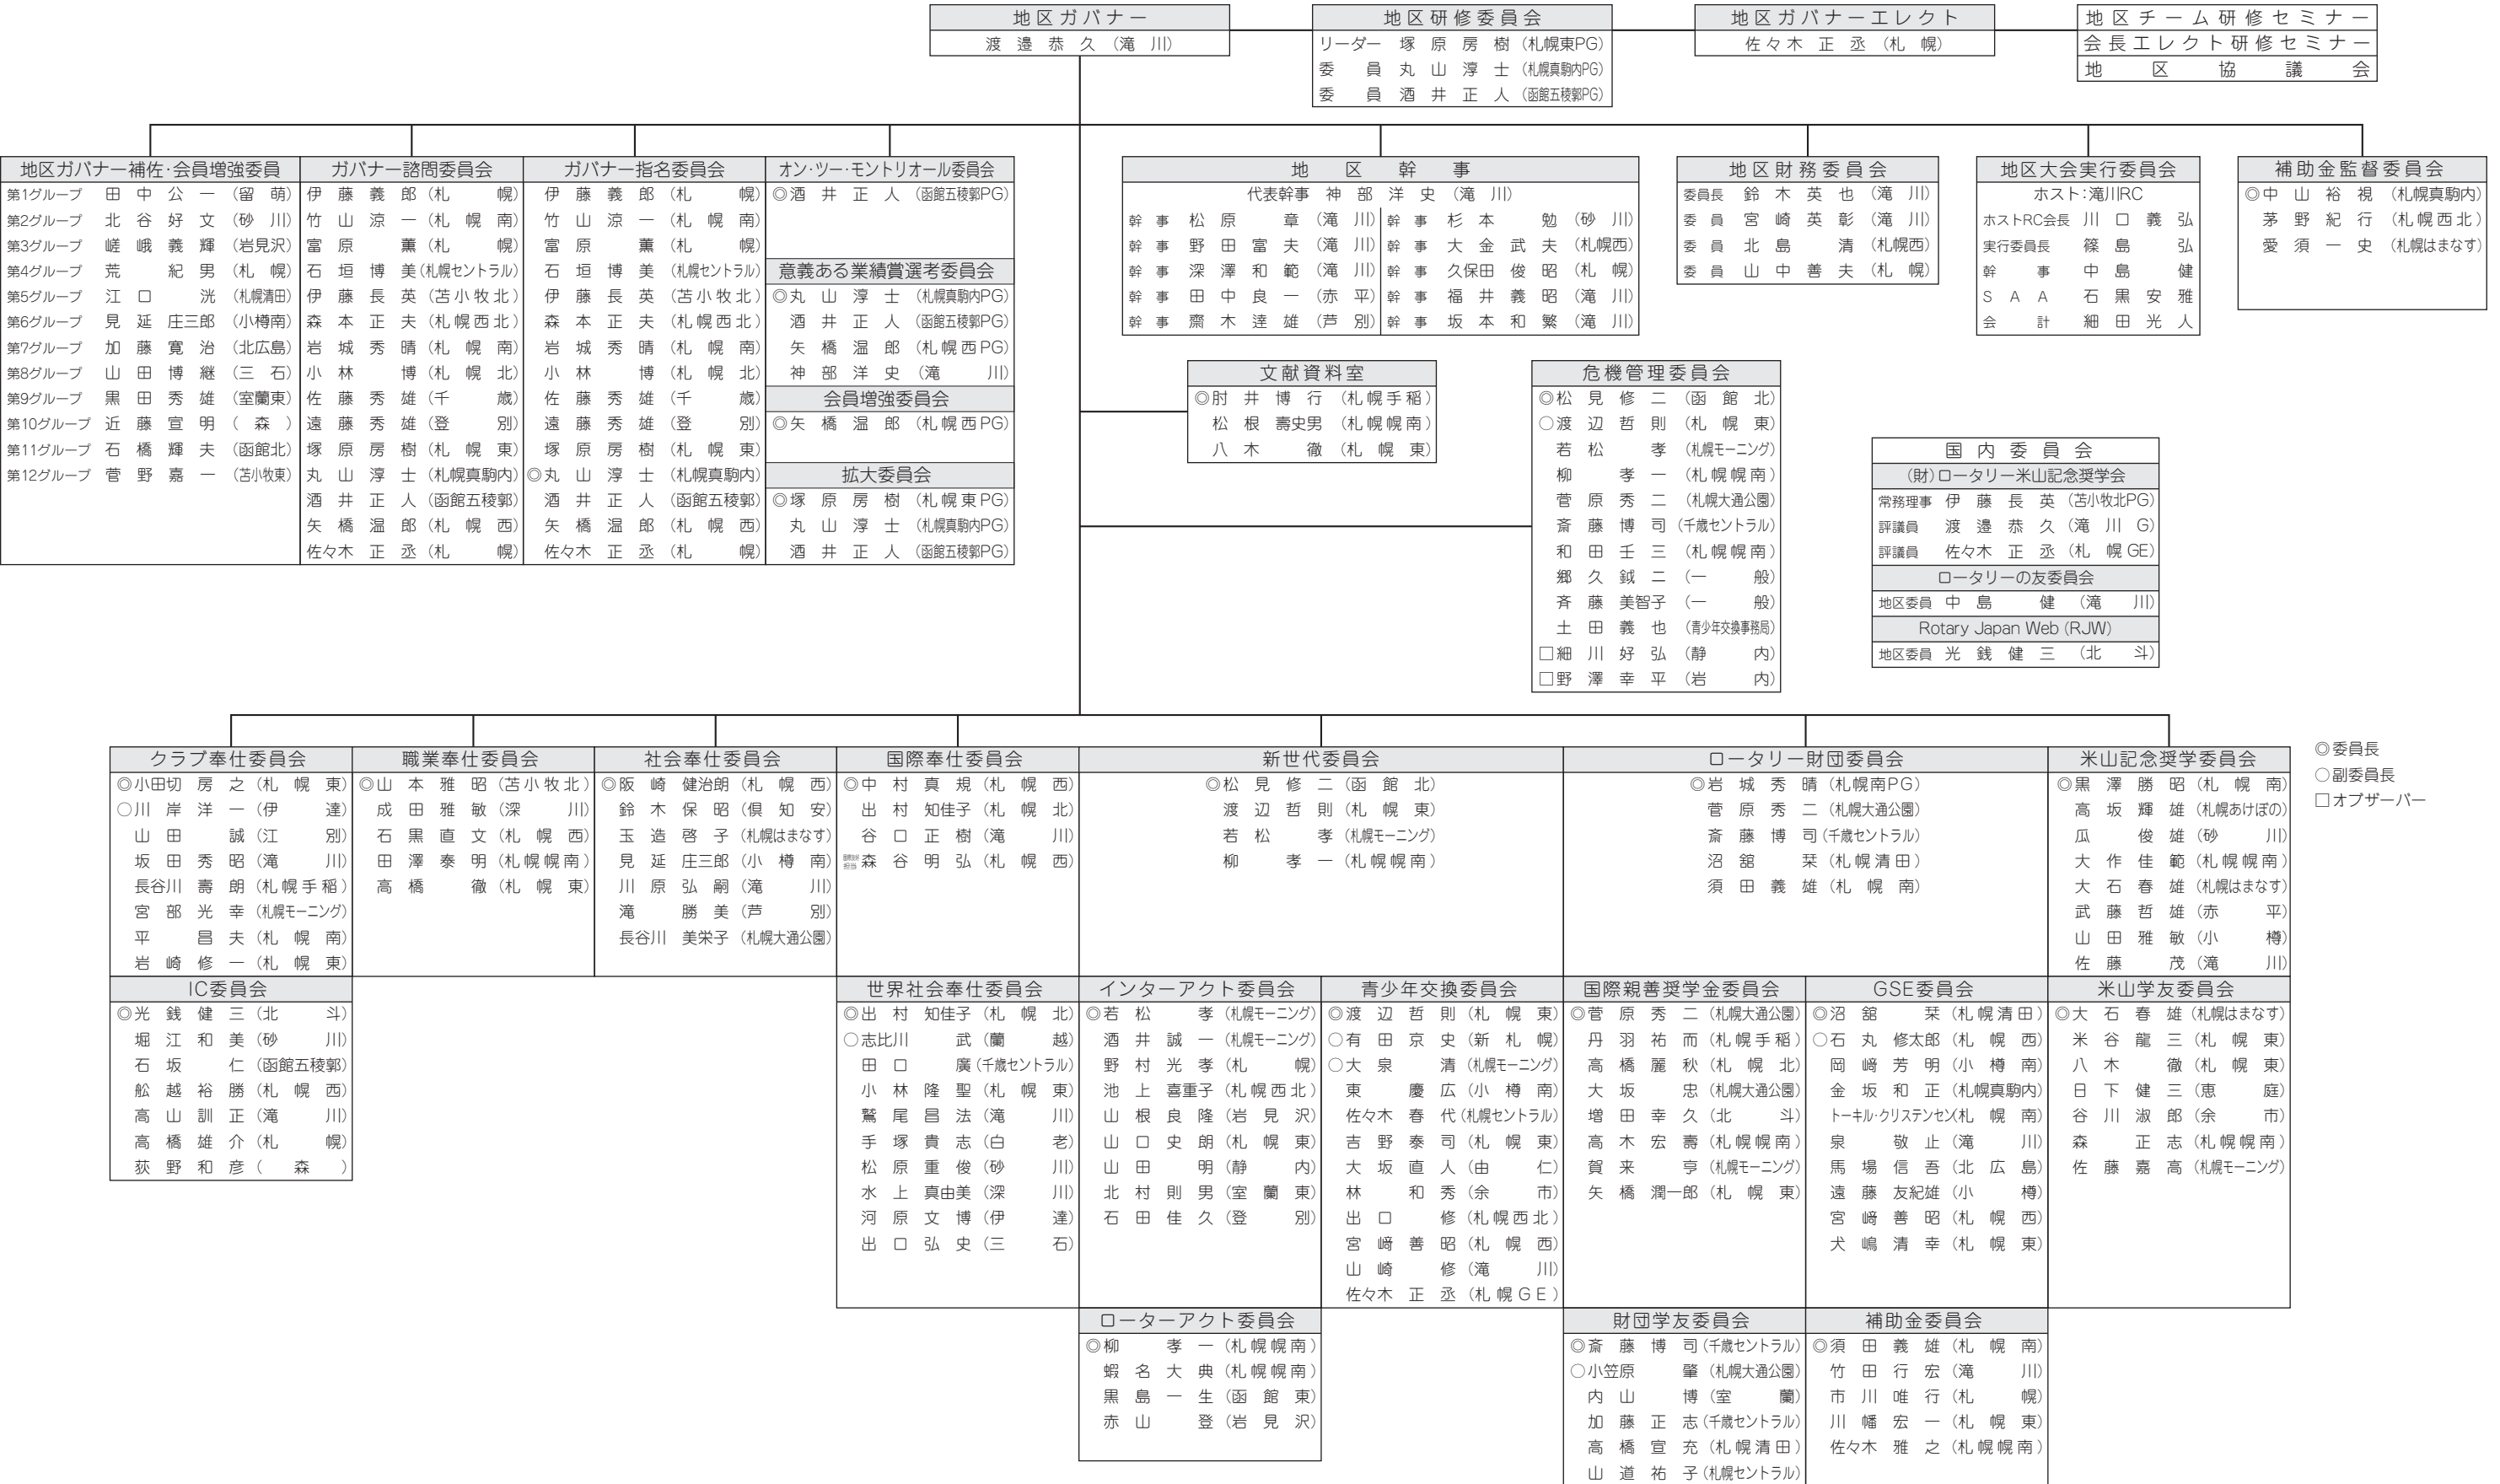 地区ガバナー
渡邉恭久(滝川)
地区研修委員会
リーダー 塚原房樹(札幌東PG)
委員 丸山淳士(札幌真駒内PG)
委員 酒井正人(函館五稜郭PG)
地区ガバナーエレクト
佐々木正丞(札幌)
地区チーム研修セミナー
会長エレクト研修セミナー
地区協議会
地区ガバナー補佐・会員増強委員
第1グループ 田中公一(留萌)
第2グループ 北谷好文(砂川)
第3グループ 嵯峨義輝(岩見沢)
第4グループ 荒紀男(札幌)
第5グループ 江口洸(札幌清田)
第6グループ 見延庄三郎(小樽南)
第7グループ 加藤寛治(北広島)
第8グループ 山田博継(三石)
第9グループ 黒田秀雄(室蘭東)
第10グループ 近藤宣明(森)
第11グループ 石橋輝夫(函館北)
第12グループ 菅野嘉一(苫小牧東)
ガバナー諮問委員会
伊藤義郎(札幌)
竹山涼一(札幌南)
富原薫(札幌)
石垣博美(札幌セントラル)
伊藤長英(苫小牧北)
森本正夫(札幌西北)
岩城秀晴(札幌南)
小林博(札幌北)
佐藤秀雄(千歳)
遠藤秀雄(登別)
塚原房樹(札幌東)
丸山淳士(札幌真駒内)
酒井正人(函館五稜郭)
矢橋温郎(札幌西)
佐々木正丞(札幌)
ガバナー指名委員会
伊藤義郎(札幌)
竹山涼一(札幌南)
富原薫(札幌)
石垣博美(札幌セントラル)
伊藤長英(苫小牧北)
森本正夫(札幌西北)
岩城秀晴(札幌南)
小林博(札幌北)
佐藤秀雄(千歳)
遠藤秀雄(登別)
塚原房樹(札幌東)
◎丸山淳士(札幌真駒内)
酒井正人(函館五稜郭)
矢橋温郎(札幌西)
佐々木正丞(札幌)
オン・ツー・モントリオール委員会
◎酒井正人(函館五稜郭PG)
意義ある業績賞選考委員会
◎丸山淳士(札幌真駒内PG)
酒井正人(函館五稜郭PG)
矢橋温郎(札幌西PG)
神部洋史(滝川)
会員増強委員会
◎矢橋温郎(札幌西PG)
拡大委員会
◎塚原房樹(札幌東PG)
丸山淳士(札幌真駒内PG)
酒井正人(函館五稜郭PG)
地区幹事
代表幹事 神部洋史(滝川)
幹事 松原章(滝川) 幹事 杉本勉(砂川)
幹事 野田富夫(滝川) 幹事 大金武夫(札幌西)
幹事 深澤和範(滝川) 幹事 久保田俊昭(札幌)
幹事 田中良一(赤平) 幹事 福井義昭(滝川)
幹事 齋木達雄(芦別) 幹事 坂本和繁(滝川)
地区財務委員会
委員長 鈴木英也(滝川)
委員 宮崎英彰(滝川)
委員 北島清(札幌西)
委員 山中善夫(札幌)
地区大会実行委員会
ホスト:滝川RC
ホストRC会長 川口義弘
実行委員長 篠島弘
幹事 中島健
SAA 石黒安雅
会計 細田光人
補助金監督委員会
◎中山裕視(札幌真駒内)
茅野紀行(札幌西北)
愛須一史(札幌はまなす)
文献資料室
◎肘井博行(札幌手稲)
松根壽史男(札幌幌南)
八木徹(札幌東)
危機管理委員会
◎松見修二(函館北)
○渡辺哲則(札幌東)
若松孝(札幌モーニング)
柳孝一(札幌幌南)
菅原秀二(札幌大通公園)
斎藤博司(千歳セントラル)
和田壬三(札幌幌南)
郷久鉞二(一般)
斉藤美智子(一般)
土田義也(青少年交換事務局)
□細川好弘(静内)
□野澤幸平(岩内)
国内委員会
(財)ロータリー米山記念奨学会
常務理事 伊藤長英(苫小牧北PG)
評議員 渡邉恭久(滝川G)
評議員 佐々木正丞(札幌GE)
ロータリーの友委員会
地区委員 中島健(滝川)
Rotary Japan Web (RJW)
地区委員 光銭健三(北斗)
クラブ奉仕委員会
◎小田切房之(札幌東)
○川岸洋一(伊達)
山田誠(江別)
坂田秀昭(滝川)
長谷川壽朗(札幌手稲)
宮部光幸(札幌モーニング)
平昌夫(札幌南)
岩崎修一(札幌東)
IC委員会
◎光銭健三(北斗)
堀江和美(砂川)
石坂仁(函館五稜郭)
舩越裕勝(札幌西)
高山訓正(滝川)
高橋雄介(札幌)
荻野和彦(森)
職業奉仕委員会
◎山本雅昭(苫小牧北)
成田雅敏(深川)
石黒直文(札幌西)
田澤泰明(札幌幌南)
高橋徹(札幌東)
社会奉仕委員会
◎阪崎健治朗(札幌西)
鈴木保昭(倶知安)
玉造啓子(札幌はまなす)
見延庄三郎(小樽南)
川原弘嗣(滝川)
滝勝美(芦別)
長谷川美栄子(札幌大通公園)
国際奉仕委員会
◎中村真規(札幌西)
出村知佳子(札幌北)
谷口正樹(滝川)
担当 森谷明弘(札幌西)
世界社会奉仕委員会
◎出村知佳子(札幌北)
○志比川武(蘭越)
田口廣(千歳セントラル)
小林隆聖(札幌東)
鷲尾昌法(滝川)
手塚貴志(白老)
松原重俊(砂川)
水上真由美(深川)
河原文博(伊達)
出口弘史(三石)
新世代委員会
◎松見修二(函館北)
渡辺哲則(札幌東)
若松孝(札幌モーニング)
柳孝一(札幌幌南)
インターアクト委員会
◎若松孝(札幌モーニング)
酒井誠一(札幌モーニング)
野村光孝(札幌)
池上喜重子(札幌西北)
山根良隆(岩見沢)
山口史朗(札幌東)
山田明(静内)
北村則男(室蘭東)
石田佳久(登別)
ローターアクト委員会
◎柳孝一(札幌幌南)
蝦名大典(札幌幌南)
黒島一生(函館東)
赤山登(岩見沢)
青少年交換委員会
◎渡辺哲則(札幌東)
○有田京史(新札幌)
○大泉清(札幌モーニング)
東慶広(小樽南)
佐々木春代(札幌セントラル)
吉野泰司(札幌東)
大坂直人(由仁)
林和秀(余市)
出口修(札幌西北)
宮﨑善昭(札幌西)
山崎修(滝川)
佐々木正丞(札幌GE)
ロータリー財団委員会
◎岩城秀晴(札幌南PG)
菅原秀二(札幌大通公園)
斎藤博司(千歳セントラル)
沼舘栞(札幌清田)
須田義雄(札幌南)
国際親善奨学金委員会
◎菅原秀二(札幌大通公園)
丹羽祐而(札幌手稲)
高橋麗秋(札幌北)
大坂忠(札幌大通公園)
増田幸久(北斗)
高木宏壽(札幌幌南)
賀来亨(札幌モーニング)
矢橋潤一郎(札幌東)
財団学友委員会
◎斎藤博司(千歳セントラル)
○小笠原肇(札幌大通公園)
内山博(室蘭)
加藤正志(千歳セントラル)
高橋宣充(札幌清田)
山道祐子(札幌セントラル)
GSE委員会
◎沼舘栞(札幌清田)
○石丸修太郎(札幌西)
岡﨑芳明(小樽南)
金坂和正(札幌真駒内)
トーキル・クリステンセン(札幌南)
泉敬止(滝川)
馬場信吾(北広島)
遠藤友紀雄(小樽)
宮﨑善昭(札幌西)
犬嶋清幸(札幌東)
補助金委員会
◎須田義雄(札幌南)
竹田行宏(滝川)
市川唯行(札幌)
川幡宏一(札幌東)
佐々木雅之(札幌幌南)
米山記念奨学委員会
◎黒澤勝昭(札幌南)
高坂輝雄(札幌あけぼの)
瓜俊雄(砂川)
大作佳範(札幌幌南)
大石春雄(札幌はまなす)
武藤哲雄(赤平)
山田雅敏(小樽)
佐藤茂(滝川)
米山学友委員会
◎大石春雄(札幌はまなす)
米谷龍三(札幌東)
八木徹(札幌東)
日下健三(恵庭)
谷川淑郎(余市)
森正志(札幌幌南)
佐藤嘉高(札幌モーニング)
◎委員長
○副委員長
□オブザーバー